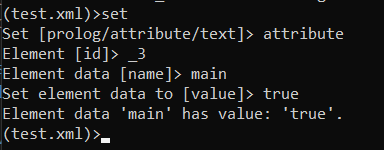 (test.xml)>set
Set [prolog/attribute/text]> attribute
Element [id]> _3
Element data [name]> main
Set element data to [value]> true
Element data 'main' has value: 'true'.
(test.xml)>